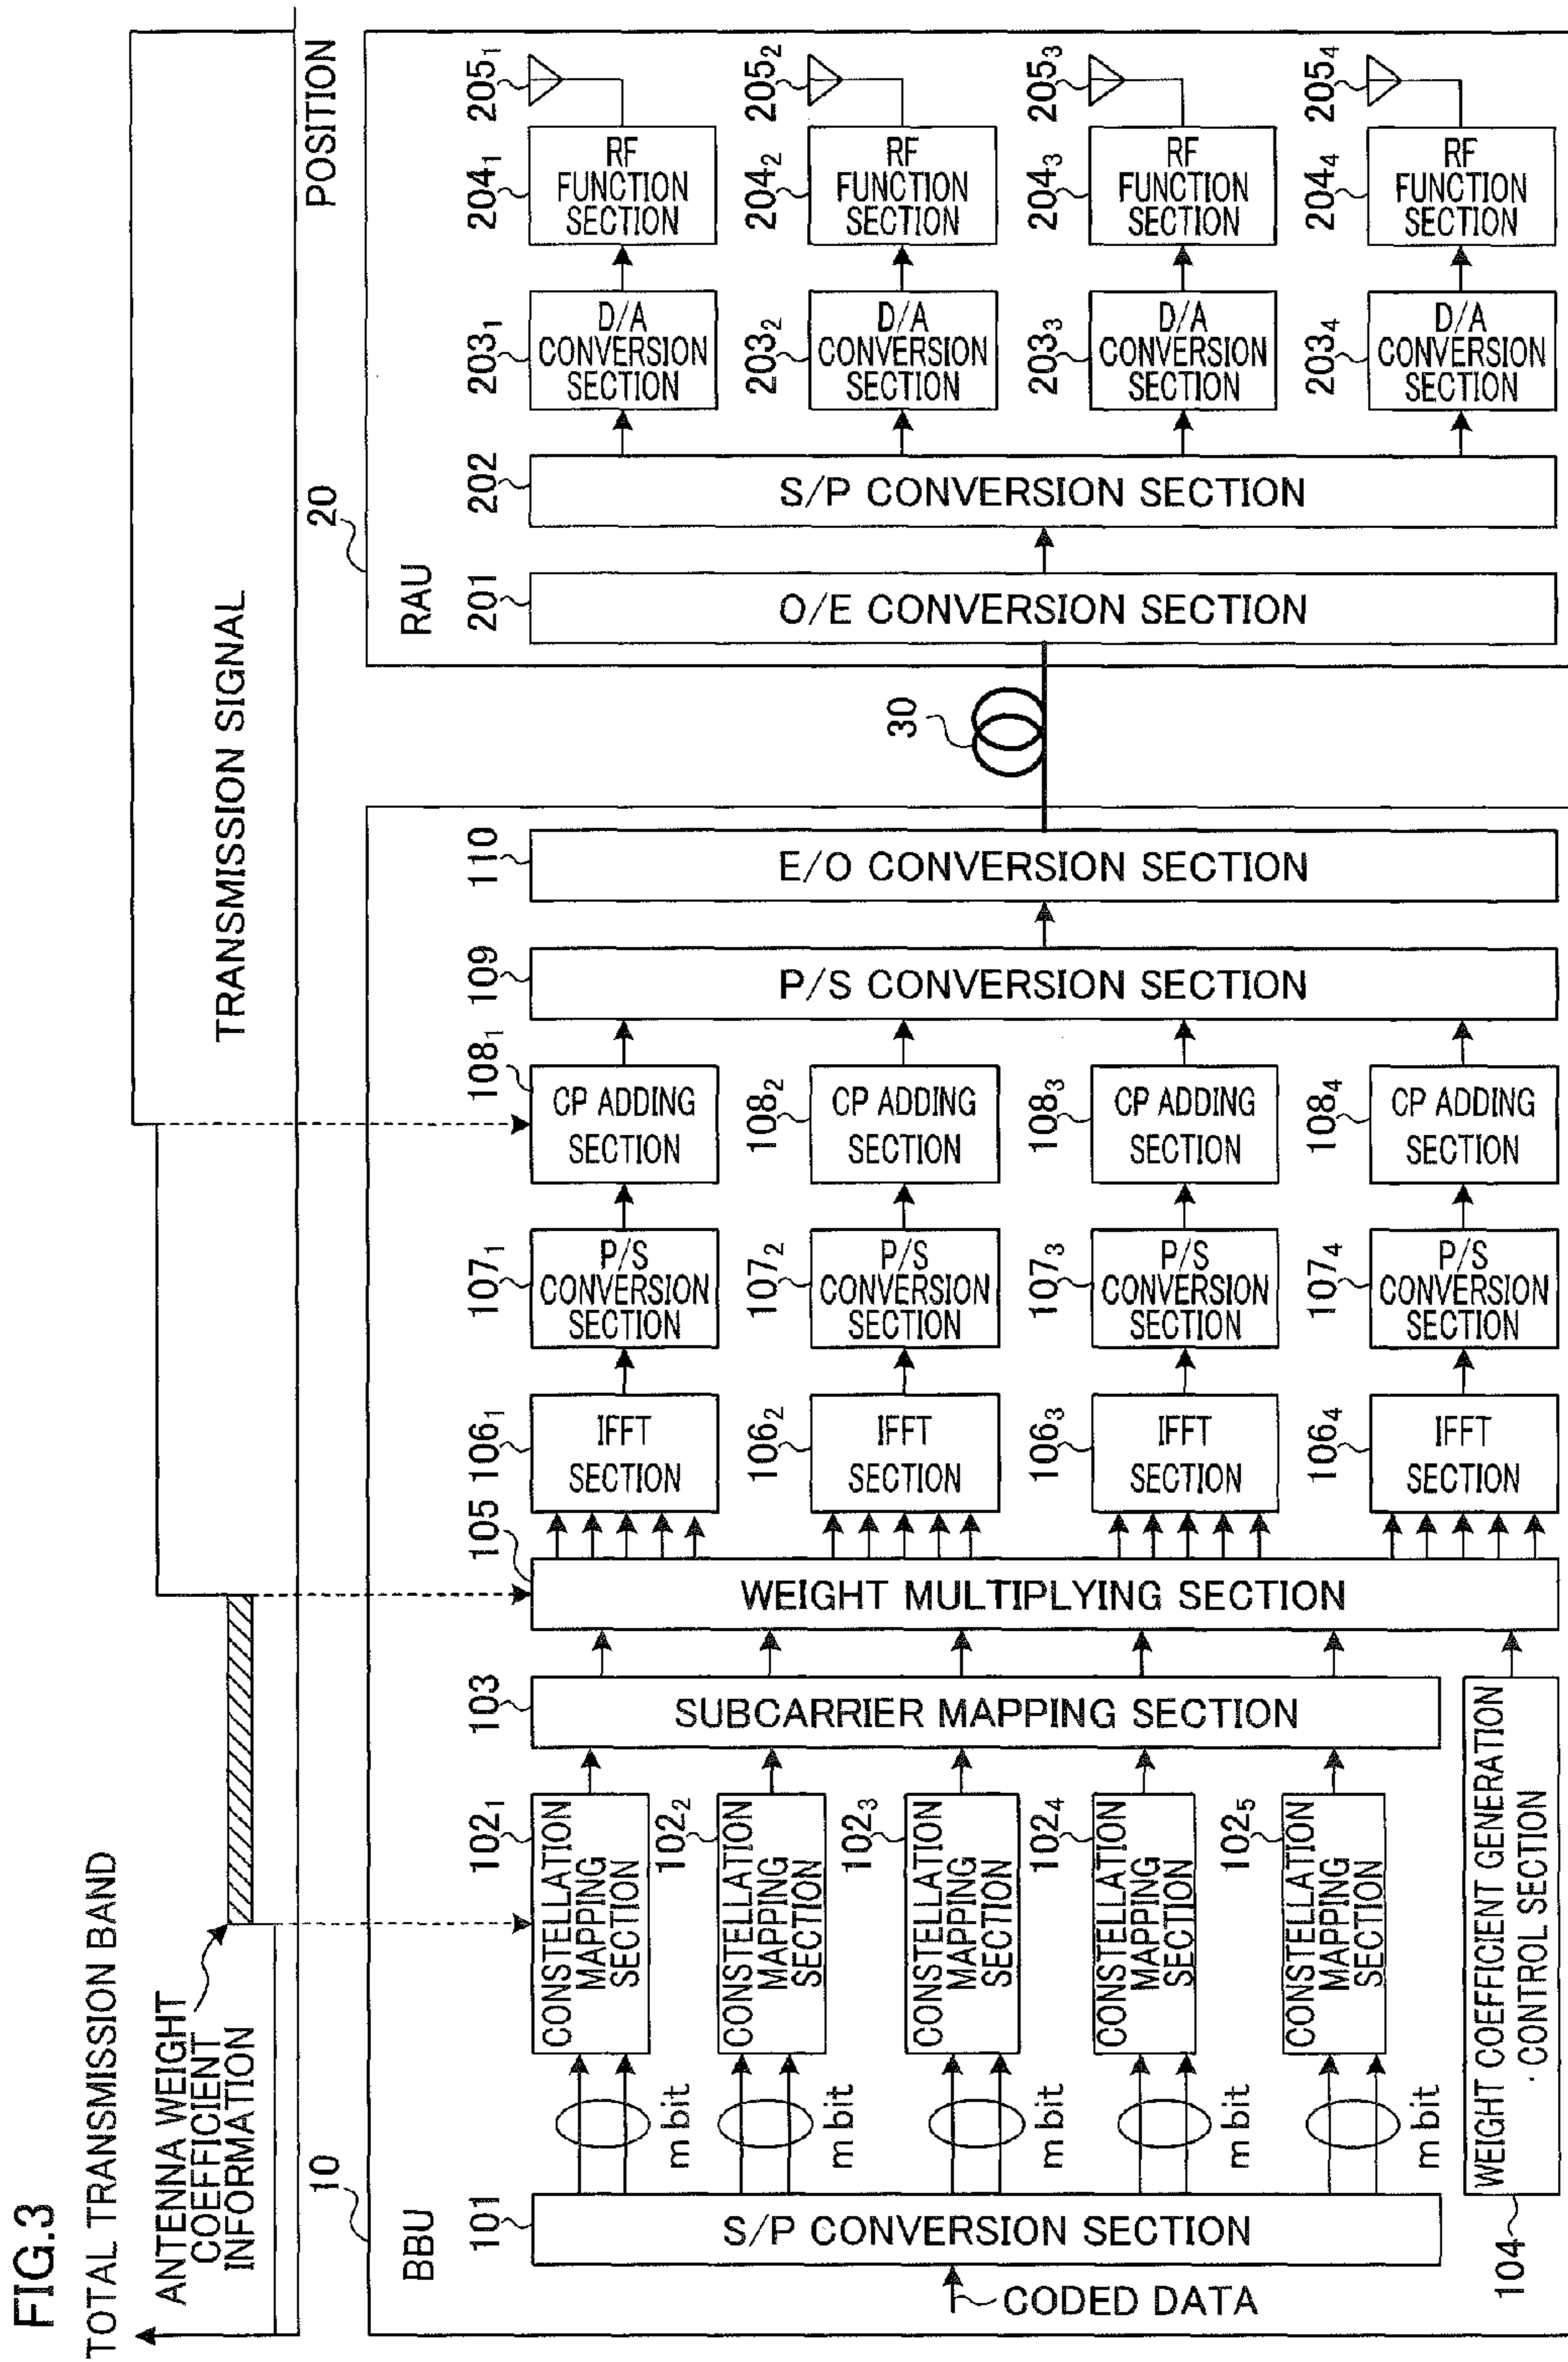 FIG.3
TOTAL TRANSMISSION BAND
ANTENNA WEIGHT
COEFFICIENT
INFORMATION
TRANSMISSION SIGNAL
POSITION
10
BBU
CODED DATA
101
S/P CONVERSION SECTION
m bit
m bit
m bit
m bit
m bit
102₁
CONSTELLATION
MAPPING
SECTION
102₂
CONSTELLATION
MAPPING
SECTION
102₃
CONSTELLATION
MAPPING
SECTION
102₄
CONSTELLATION
MAPPING
SECTION
102₅
CONSTELLATION
MAPPING
SECTION
103
SUBCARRIER MAPPING SECTION
104
WEIGHT COEFFICIENT GENERATION
CONTROL SECTION
105
WEIGHT MULTIPLYING SECTION
106₁
IFFT
SECTION
106₂
IFFT
SECTION
106₃
IFFT
SECTION
106₄
IFFT
SECTION
107₁
P/S
CONVERSION
SECTION
107₂
P/S
CONVERSION
SECTION
107₃
P/S
CONVERSION
SECTION
107₄
P/S
CONVERSION
SECTION
108₁
CP ADDING
SECTION
108₂
CP ADDING
SECTION
108₃
CP ADDING
SECTION
108₄
CP ADDING
SECTION
109
P/S CONVERSION SECTION
110
E/O CONVERSION SECTION
30
20
RAU
201
O/E CONVERSION SECTION
202
S/P CONVERSION SECTION
203₁
D/A
CONVERSION
SECTION
203₂
D/A
CONVERSION
SECTION
203₃
D/A
CONVERSION
SECTION
203₄
D/A
CONVERSION
SECTION
204₁
RF
FUNCTION
SECTION
204₂
RF
FUNCTION
SECTION
204₃
RF
FUNCTION
SECTION
204₄
RF
FUNCTION
SECTION
205₁
205₂
205₃
205₄